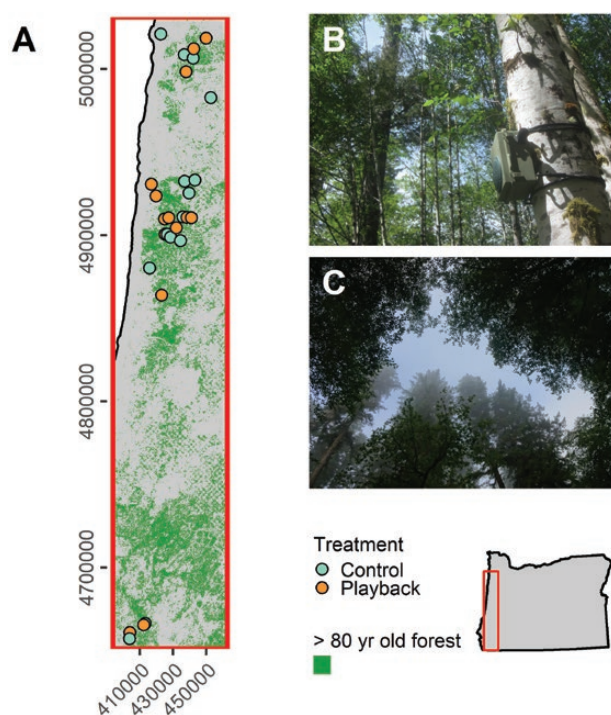 A
5000000
4900000
4800000
4700000
410000
430000
450000
B
C
Treatment
Control
Playback
> 80 yr old forest